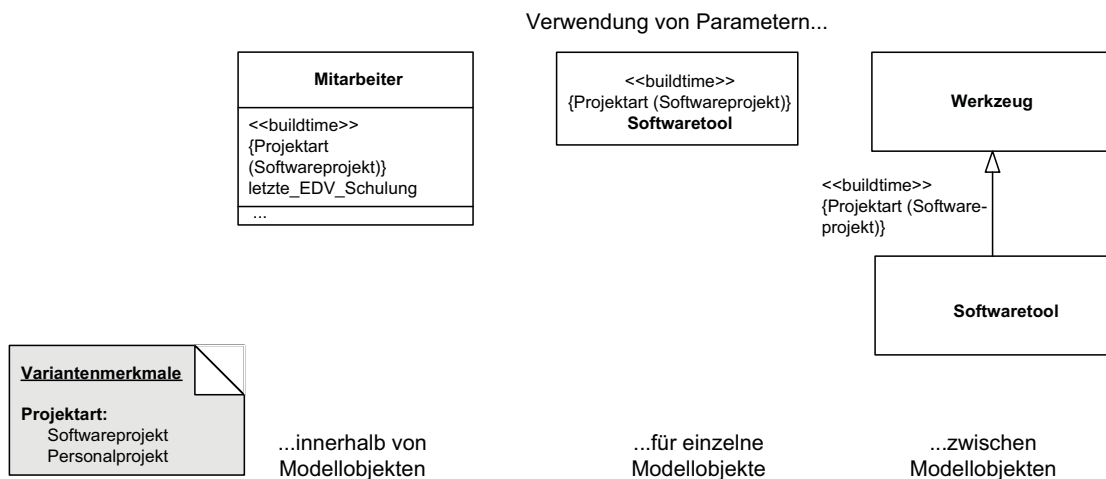 Verwendung von Parametern...
Mitarbeiter
<<buildtime>>
{Projektart
(Softwareprojekt)}
letzte_EDV_Schulung
...
<<buildtime>>
{Projektart (Softwareprojekt)}
Softwaretool
Werkzeug
<<buildtime>>
{Projektart (Software-
projekt)}
Softwaretool
Variantenmerkmale
Projektart:
Softwareprojekt
Personalprojekt
...innerhalb von
Modellobjekten
...für einzelne
Modellobjekte
...zwischen
Modellobjekten